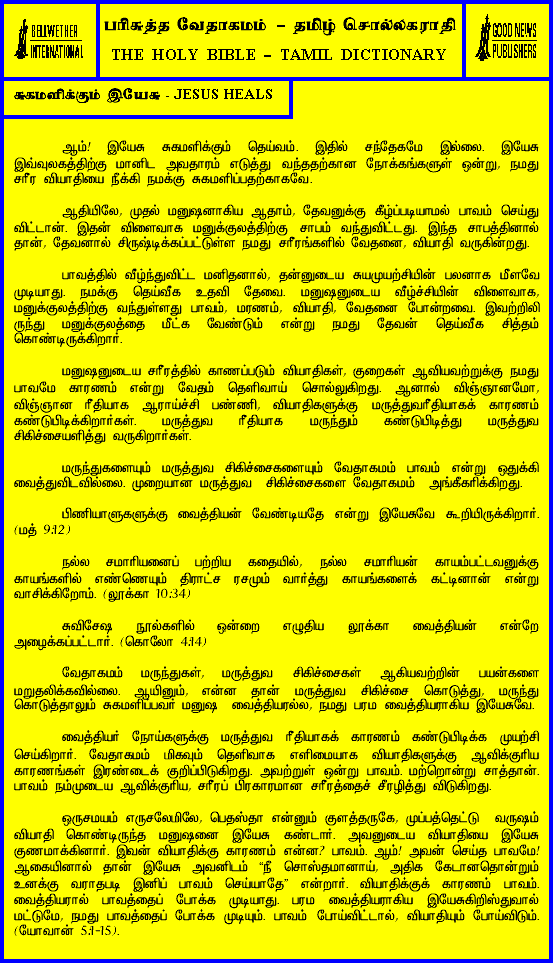 BELLWETHER
INTERNATIONAL
பரிசுத்த வேதாகமம் – தமிழ் சொல்லகராதி
THE HOLY BIBLE – TAMIL DICTIONARY
GOOD NEWS
PUBLISHERS
சுகமளிக்கும் இயேசு - JESUS HEALS
ஆம்! இயேசு சுகமளிக்கும் தெய்வம். இதில் சந்தேகமே இல்லை. இயேசு
இவ்வுலகத்திற்கு மானிட அவதாரம் எடுத்து வந்ததற்கான நோக்கங்களுள் ஒன்று, நமது
சரீர வியாதியை நீக்கி நமக்கு சுகமளிப்பதற்காகவே.
ஆதியிலே, முதல் மனுஷனாகிய ஆதாம், தேவனுக்கு கீழ்ப்படியாமல் பாவம் செய்து
விட்டான். இதன் விளைவாக மனுக்குலத்திற்கு சாபம் வந்துவிட்டது. இந்த சாபத்தினால்
தான், தேவனால் சிருஷ்டிக்கப்பட்டுள்ள நமது சரீரங்களில் வேதனை, வியாதி வருகின்றது.
பாவத்தில் வீழ்ந்துவிட்ட மனிதனால், தன்னுடைய சுயமுயற்சியின் பலனாக மீளவே
முடியாது. நமக்கு தெய்வீக உதவி தேவை. மனுஷனுடைய வீழ்ச்சியின் விளைவாக,
மனுக்குலத்திற்கு வந்துள்ளது பாவம், மரணம், வியாதி, வேதனை போன்றவை. இவற்றிலி
ருந்து மனுக்குலத்தை மீட்க வேண்டும் என்று நமது தேவன் தெய்வீக சித்தம்
கொண்டிருக்கிறார்.
மனுஷனுடைய சரீரத்தில் காணப்படும் வியாதிகள், குறைகள் ஆகியவற்றுக்கு நமது
பாவமே காரணம் என்று வேதம் தெளிவாய் சொல்லுகிறது. ஆனால் விஞ்ஞானமோ,
விஞ்ஞான ரீதியாக ஆராய்ச்சி பண்ணி, வியாதிகளுக்கு மருத்துவரீதியாகக் காரணம்
கண்டுபிடிக்கிறார்கள். மருத்துவ ரீதியாக மருந்தும் கண்டுபிடித்து மருத்துவ
சிகிச்சையளித்து வருகிறார்கள்.
மருந்துகளையும் மருத்துவ சிகிச்சைகளையும் வேதாகமம் பாவம் என்று ஒதுக்கி
வைத்துவிடவில்லை. முறையான மருத்துவ சிகிச்சைகளை வேதாகமம் அங்கீகரிக்கிறது.
பிணியாளுகளுக்கு வைத்தியன் வேண்டியதே என்று இயேசுவே கூறியிருக்கிறார்.
(மத் 9:12)
நல்ல சமாரியனைப் பற்றிய கதையில், நல்ல சமாரியன் காயம்பட்டவனுக்கு
காயங்களில் எண்ணெயும் திராட்ச ரசமும் வார்த்து காயங்களைக் கட்டினான் என்று
வாசிக்கிறோம். (லூக்கா 10:34)
சுவிசேஷ நூல்களில் ஒன்றை எழுதிய லூக்கா வைத்தியன் என்றே
அழைக்கப்பட்டார். (கொலோ 4:14)
வேதாகமம் மருந்துகள், மருத்துவ சிகிச்சைகள் ஆகியவற்றின் பயன்களை
மறுதலிக்கவில்லை. ஆயினும், என்ன தான் மருத்துவ சிகிச்சை கொடுத்து, மருந்து
கொடுத்தாலும் சுகமளிப்பவர் மனுஷ வைத்தியரல்ல, நமது பரம வைத்தியராகிய இயேசுவே.
வைத்தியர் நோய்களுக்கு மருத்துவ ரீதியாகக் காரணம் கண்டுபிடிக்க முயற்சி
செய்கிறார். வேதாகமம் மிகவும் தெளிவாக எளிமையாக வியாதிகளுக்கு ஆவிக்குரிய
காரணங்கள் இரண்டைக் குறிப்பிடுகிறது. அவற்றுள் ஒன்று பாவம். மற்றொன்று சாத்தான்.
பாவம் நம்முடைய ஆவிக்குரிய, சரீரப் பிரகாரமான சரீரத்தைச் சீரழித்து விடுகிறது.
ஒருசமயம் எருசலேமிலே, பெதஸ்தா என்னும் குளத்தருகே, முப்பத்தெட்டு வருஷம்
வியாதி கொண்டிருந்த மனுஷனை இயேசு கண்டார். அவனுடைய வியாதியை இயேசு
குணமாக்கினார். இவன் வியாதிக்கு காரணம் என்ன? பாவம். ஆம்! அவன் செய்த பாவமே!
ஆகையினால் தான் இயேசு அவனிடம் "நீ சொஸ்தமானாய், அதிக கேடானதொன்றும்
உனக்கு வராதபடி இனிப் பாவம் செய்யாதே" என்றார். வியாதிக்குக் காரணம் பாவம்.
வைத்தியரால் பாவத்தைப் போக்க முடியாது. பரம வைத்தியராகிய இயேசுகிறிஸ்துவால்
மட்டுமே, நமது பாவத்தைப் போக்க முடியும். பாவம் போய்விட்டால், வியாதியும் போய்விடும்.
(யோவான் 5:1-15).